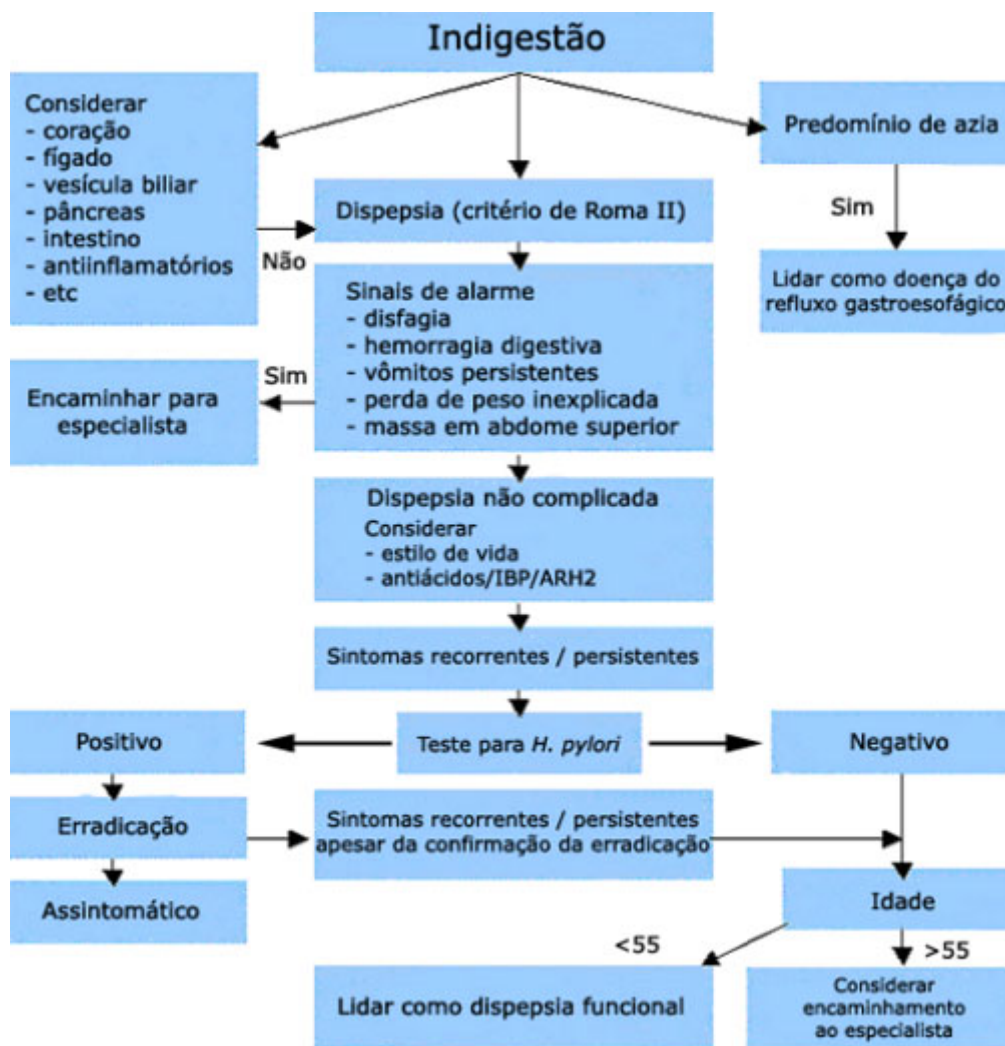 Indigestão
Considerar
- coração
- fígado
- vesícula biliar
- pâncreas
- intestino
- antiinflamatórios
- etc
Predomínio de azia
Sim
Lidar como doença do
refluxo gastroesofágico
Não
Dispepsia (critério de Roma II)
Sinais de alarme
- disfagia
- hemorragia digestiva
- vômitos persistentes
- perda de peso inexplicada
- massa em abdome superior
Sim
Encaminhar para
especialista
Dispepsia não complicada
Considerar
- estilo de vida
- antiácidos/IBP/ARH2
Sintomas recorrentes / persistentes
Positivo
Teste para H. pylori
Negativo
Erradicação
Sintomas recorrentes / persistentes
apesar da confirmação da erradicação
Assintomático
Idade
<55
>55
Lidar como dispepsia funcional
Considerar
encaminhamento
ao especialista